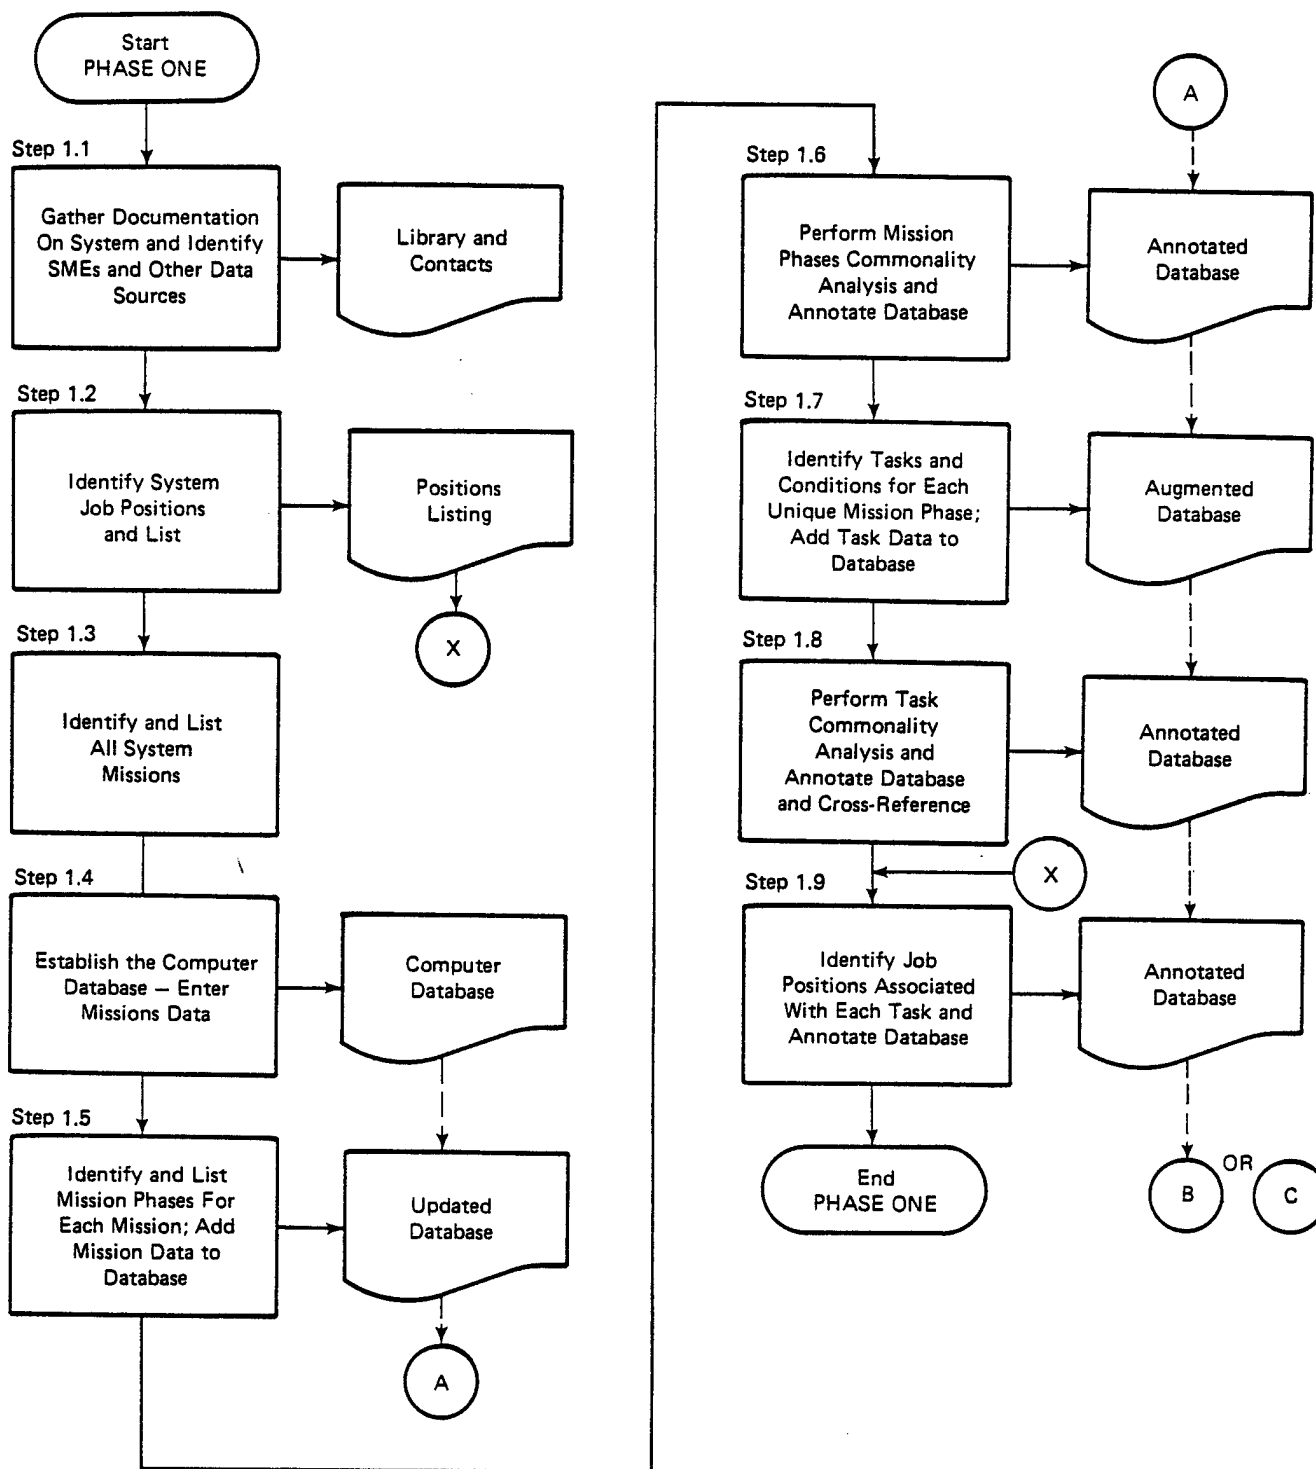 Start
PHASE ONE
Step 1.1
Gather Documentation
On System and Identify
SMEs and Other Data
Sources
Library and
Contacts
Step 1.2
Identify System
Job Positions
and List
Positions
Listing
X
Step 1.3
Identify and List
All System
Missions
Step 1.4
Establish the Computer
Database — Enter
Missions Data
Computer
Database
Step 1.5
Identify and List
Mission Phases For
Each Mission; Add
Mission Data to
Database
Updated
Database
A
A
Step 1.6
Perform Mission
Phases Commonality
Analysis and
Annotate Database
Annotated
Database
Step 1.7
Identify Tasks and
Conditions for Each
Unique Mission Phase;
Add Task Data to
Database
Augmented
Database
Step 1.8
Perform Task
Commonality
Analysis and
Annotate Database
and Cross-Reference
Annotated
Database
X
Step 1.9
Identify Job
Positions Associated
With Each Task and
Annotate Database
Annotated
Database
End
PHASE ONE
B
OR
C